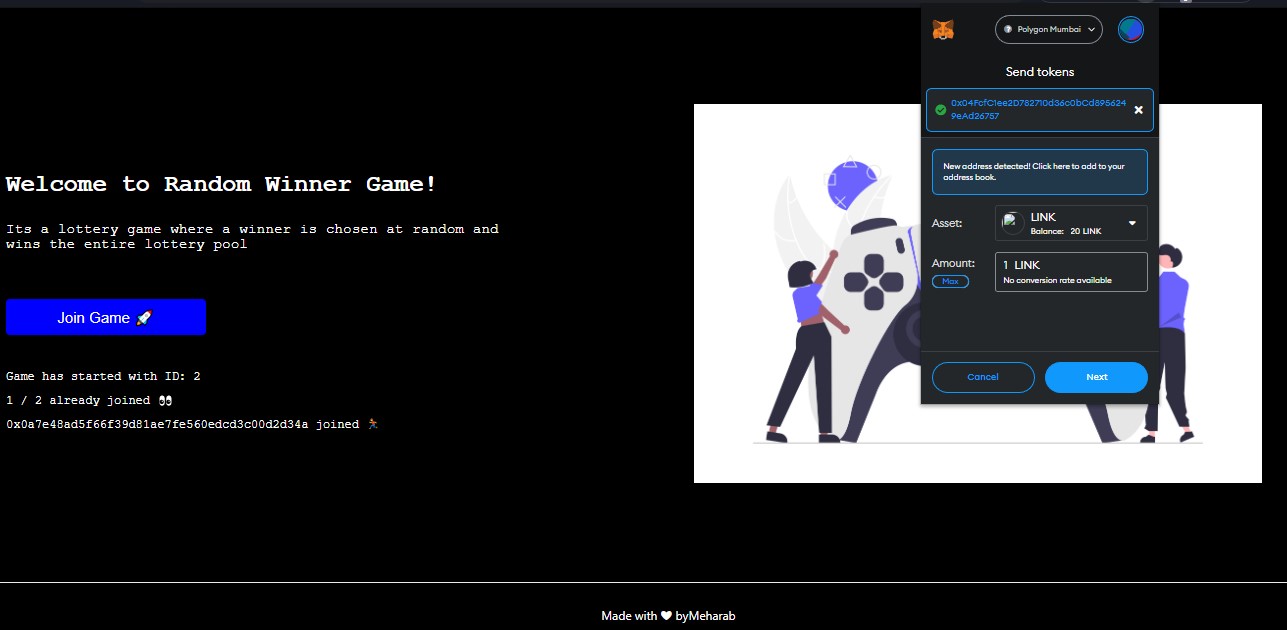 Welcome to Random Winner Game!
Its a lottery game where a winner is chosen at random and
wins the entire lottery pool
Join Game 🚀
Game has started with ID: 2
1 / 2 already joined 👀
0x0a7e48ad5f66f39d81ae7fe560edcd3c00d2d34a joined 🏃
Polygon Mumbai
Send tokens
0x04FcfC1ee2D782710d36c0bCd895624
9eAd26757
New address detected! Click here to add to your
address book.
Asset:
LINK
Balance: 20 LINK
Amount:
Max
1 LINK
No conversion rate available
Cancel
Next
Made with ❤ byMeharab